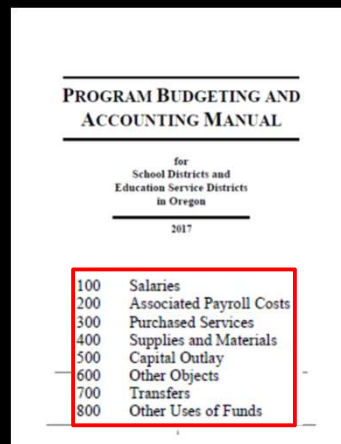 PROGRAM BUDGETING AND
ACCOUNTING MANUAL
for
School Districts and
Education Service Districts
in Oregon
2017
100 Salaries
200 Associated Payroll Costs
300 Purchased Services
400 Supplies and Materials
500 Capital Outlay
600 Other Objects
700 Transfers
800 Other Uses of Funds